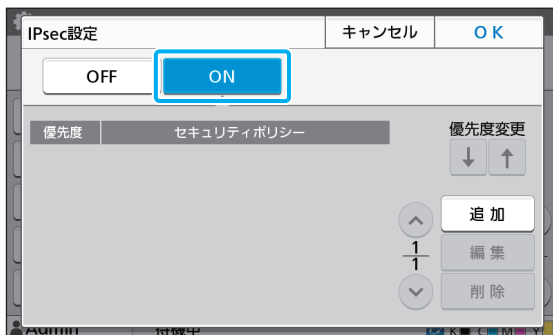 IPsec設定 キャンセル OK
OFF ON
優先度 セキュリティポリシー 優先度変更
↓ ↑
追加
1
1
編集
削除
Admin 待機中 K C M Y